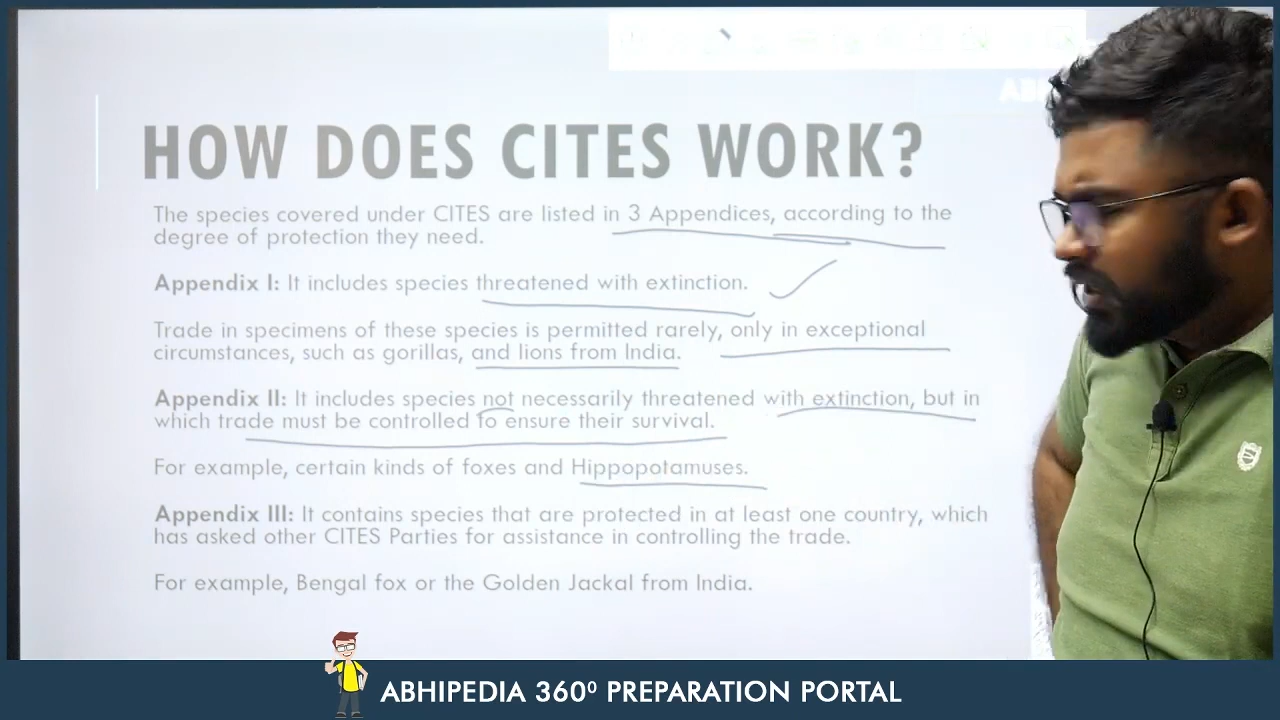 HOW DOES CITES WORK?
The species covered under CITES are listed in 3 Appendices, according to the
degree of protection they need.
Appendix I: It includes species threatened with extinction.
Trade in specimens of these species is permitted rarely, only in exceptional
circumstances, such as gorillas, and lions from India.
Appendix II: It includes species not necessarily threatened with extinction, but in
which trade must be controlled to ensure their survival.
For example, certain kinds of foxes and Hippopotamuses.
Appendix III: It contains species that are protected in at least one country, which
has asked other CITES Parties for assistance in controlling the trade.
For example, Bengal fox or the Golden Jackal from India.
ABHIPEDIA 360⁰ PREPARATION PORTAL